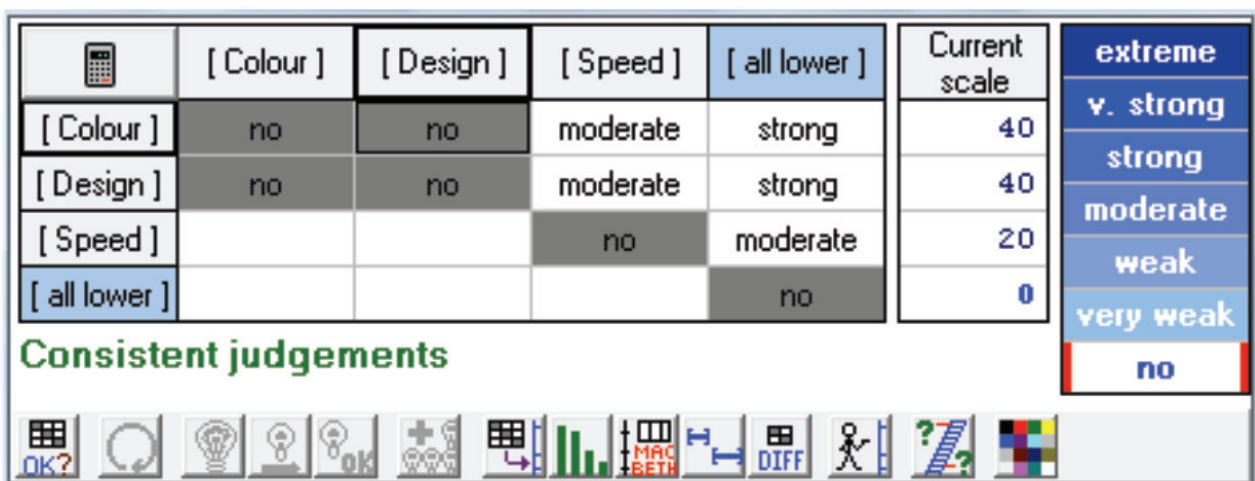 [ Colour ] [ Design ] [ Speed ] [ all lower ] Current scale extreme
v. strong
[ Colour ] no no moderate strong 40
strong
[ Design ] no no moderate strong 40
moderate
[ Speed ] no moderate 20
weak
[ all lower ] no 0
very weak
Consistent judgements
no
OK? OK MAC BETH DIFF ? ?